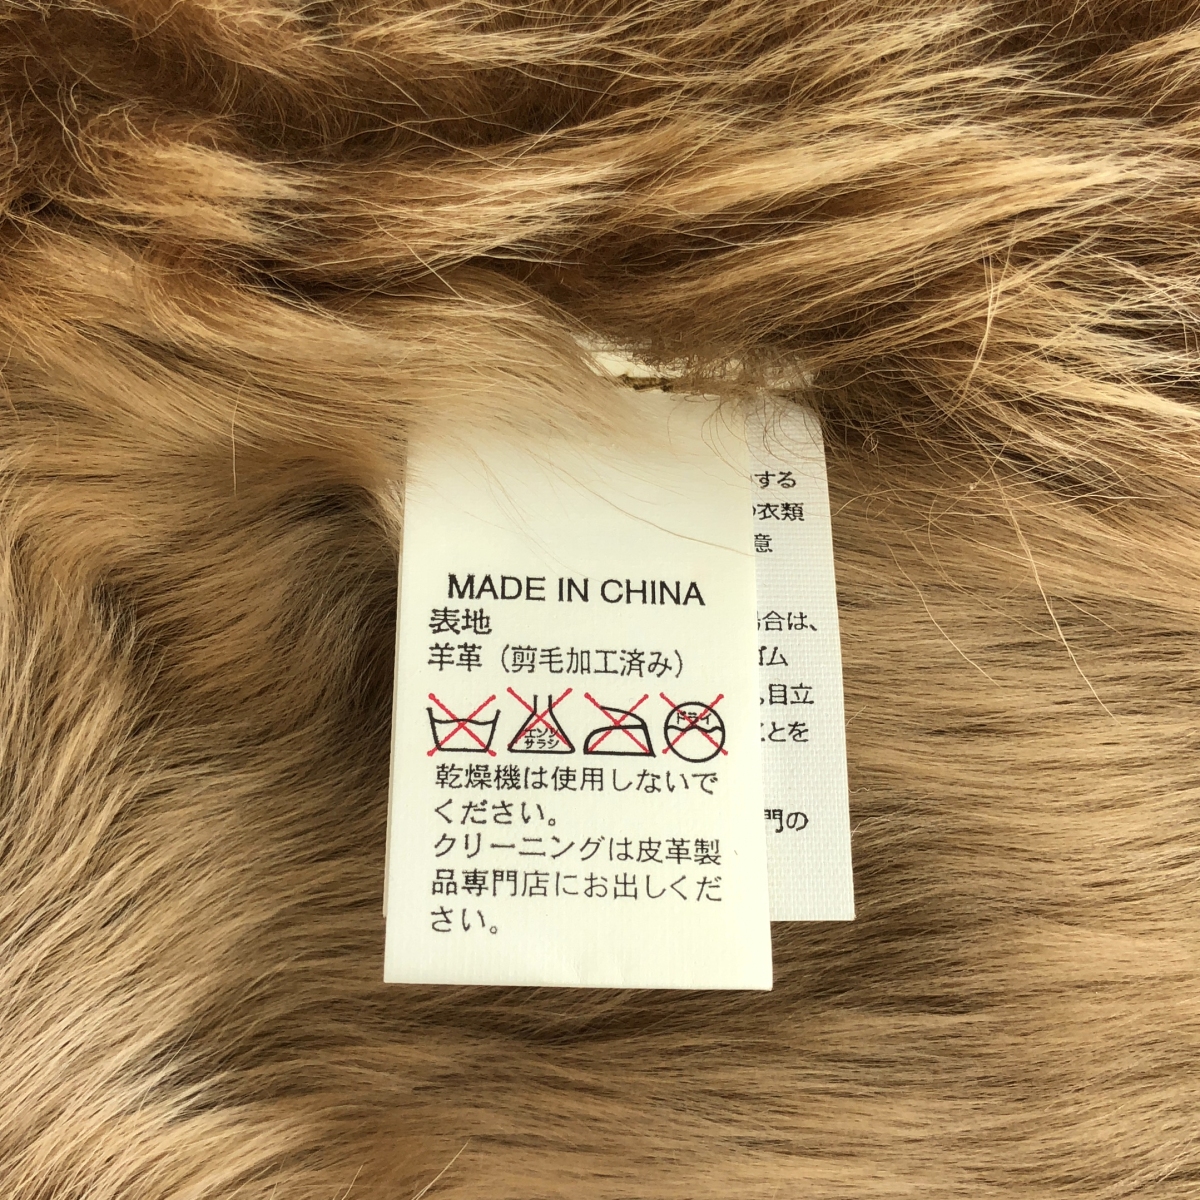 MADE IN CHINA
表地
羊革（剪毛加工済み）
エンソ
サラシ
ドライ
乾燥機は使用しないで
ください。
クリーニングは皮革製
品専門店にお出しくだ
さい。
する
衣類
意
合は、
ゴム
目立
とを
門の